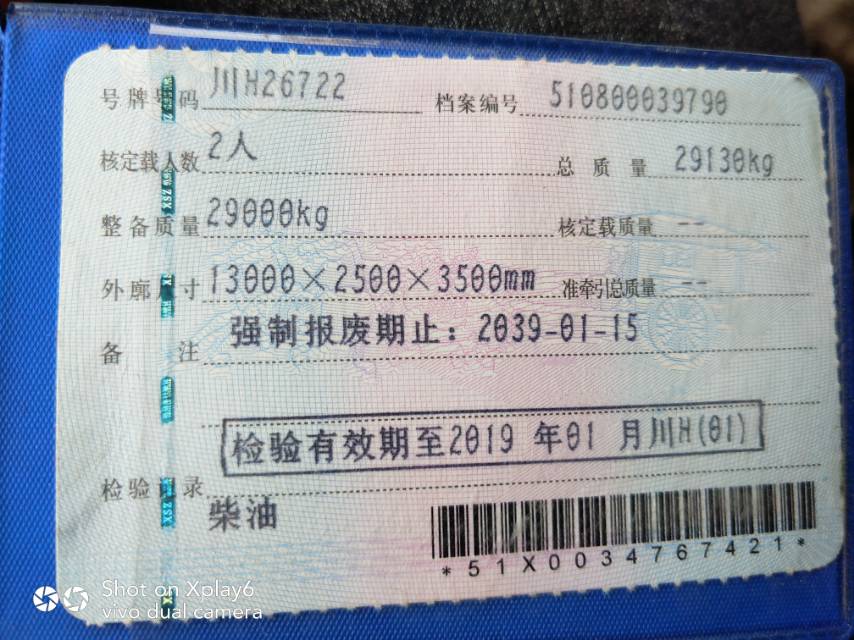 号牌号码 川H26722 档案编号 510800039790
核定载人数 2人 总质量 29130kg
整备质量 29000kg 核定载质量 --
外廓尺寸 13000×2500×3500mm 准牵引总质量 --
备注 强制报废期止：2039-01-15
检验有效期至2019 年01 月川H(01)
检验记录
柴油
*51X0034767421*
Shot on Xplay6
vivo dual camera